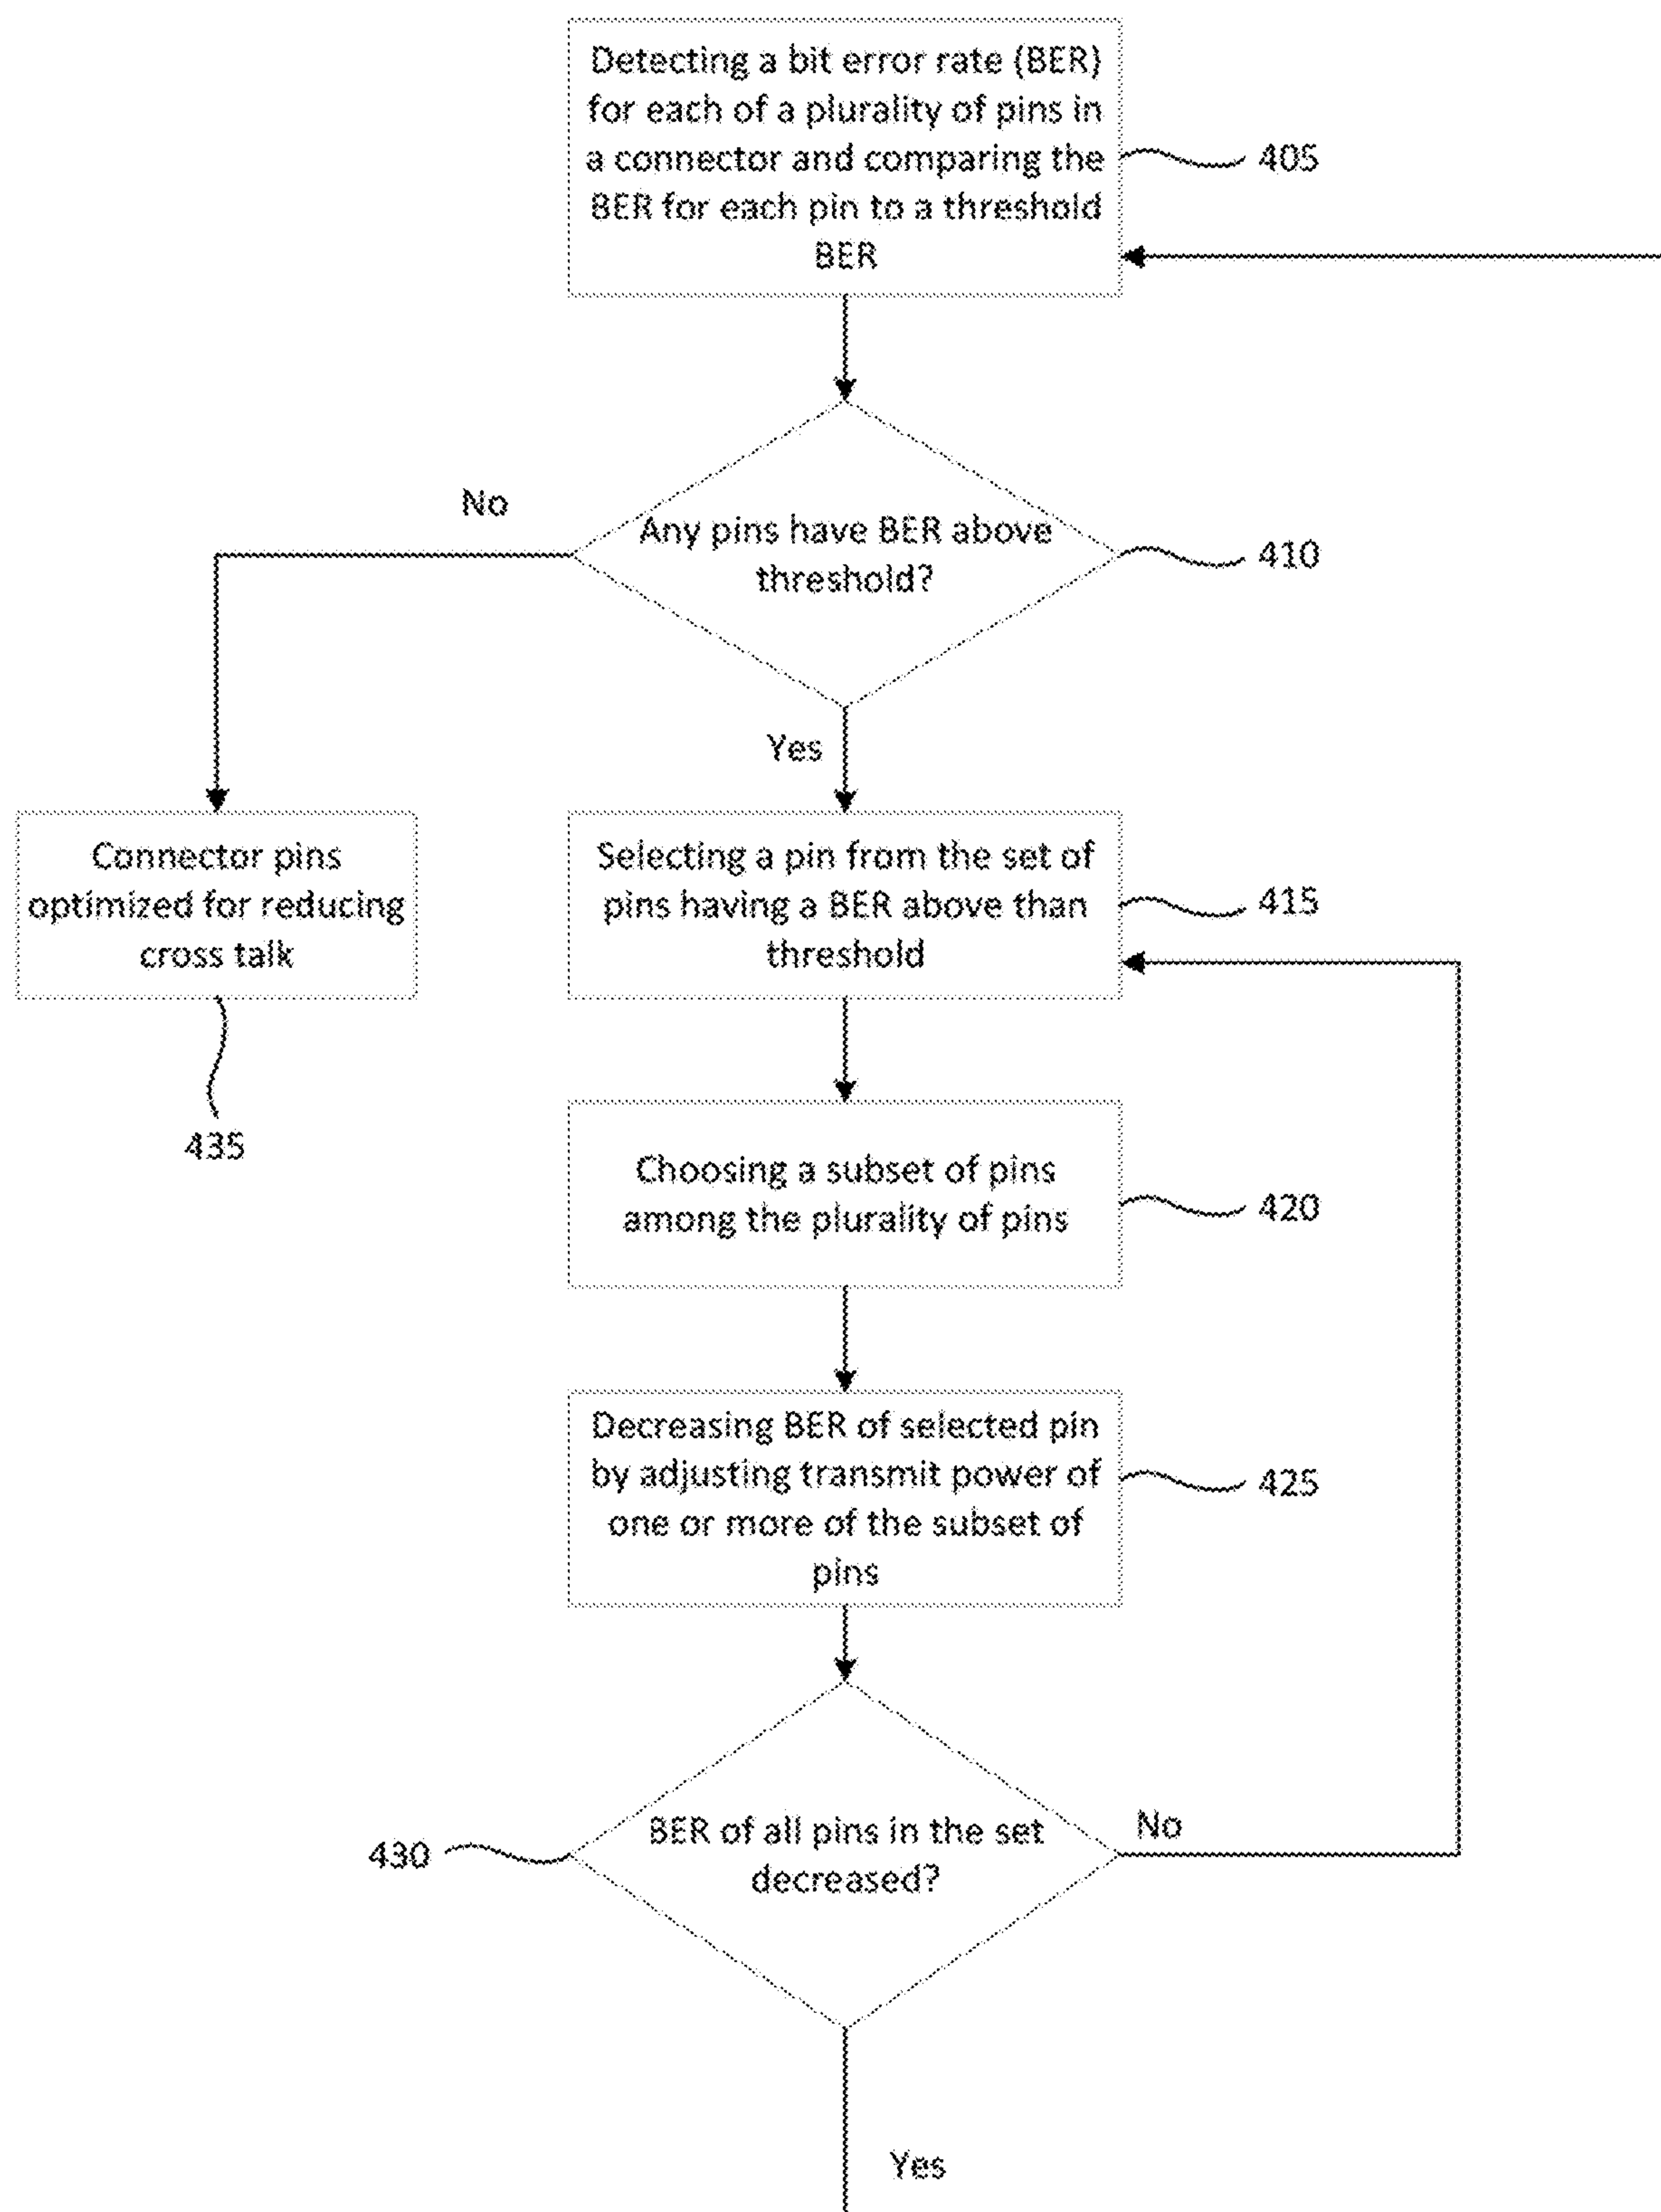 Detecting a bit error rate (BER)
for each of a plurality of pins in
a connector and comparing the
BER for each pin to a threshold
BER
405
No
Any pins have BER above
threshold?
410
Yes
Connector pins
optimized for reducing
cross talk
435
Selecting a pin from the set of
pins having a BER above than
threshold
415
Choosing a subset of pins
among the plurality of pins
420
Decreasing BER of selected pin
by adjusting transmit power of
one or more of the subset of
pins
425
BER of all pins in the set
decreased?
430
No
Yes